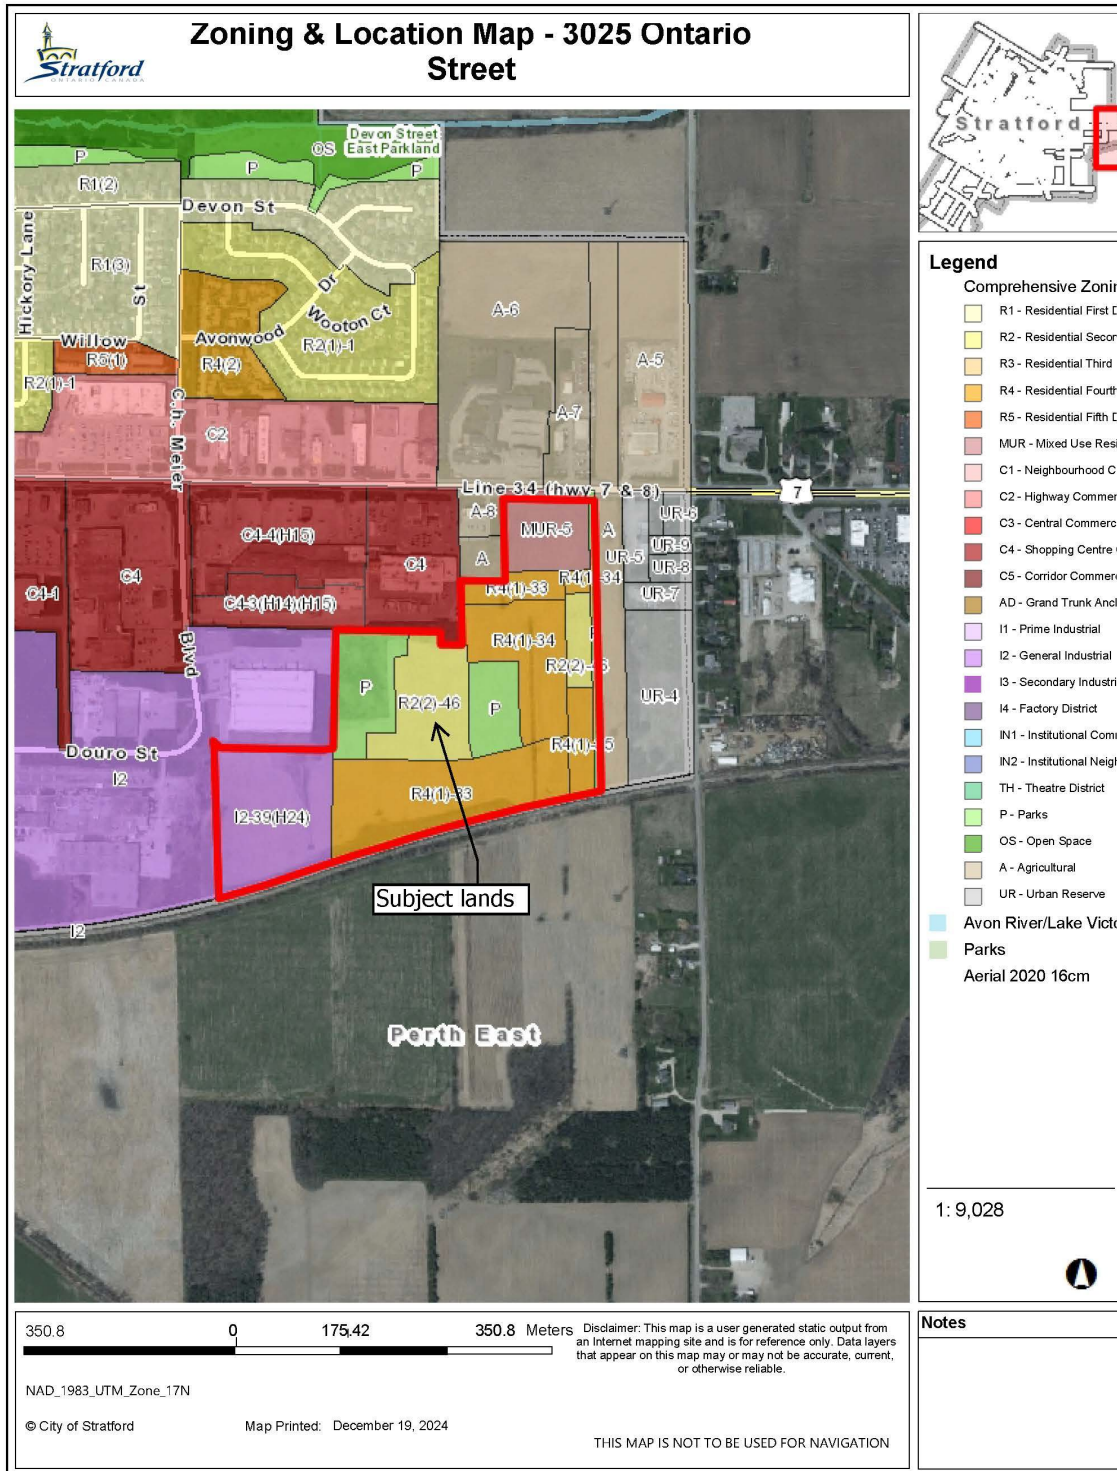 Stratford
ONTARIO CANADA
Zoning & Location Map - 3025 Ontario
Street
Stratford
Devon Street
East Parkland
OS
P
P
P
R1(2)
Devon St
Hickory Lane
R1(3)
St
Dr
Wooton Ct
Willow
Avonwood
R2(1)-1
R5(1)
R4(2)
R2(1)-1
A-6
A-5
A-7
C.h. Meier
C2
Line 34 (hwy 7 & 8)
7
A-8
MUR-5
A
UR-6
C4-4(H15)
UR-5
UR-9
C4
C4
A
UR-8
C4-1
R4(1)-33
R4(1)-34
UR-7
C4-3(H14)(H15)
Blvd
R4(1)-34
R2(2)-46
P
R2(2)-46
P
UR-4
Douro St
I2
R4(1)-33
I2-39(H24)
Subject lands
I2
Perth East
Legend
Comprehensive Zonin
R1 - Residential First D
R2 - Residential Secon
R3 - Residential Third
R4 - Residential Fourth
R5 - Residential Fifth D
MUR - Mixed Use Resi
C1 - Neighbourhood C
C2 - Highway Commer
C3 - Central Commerc
C4 - Shopping Centre
C5 - Corridor Commerc
AD - Grand Trunk Anci
I1 - Prime Industrial
I2 - General Industrial
I3 - Secondary Industri
I4 - Factory District
IN1 - Institutional Comm
IN2 - Institutional Neigh
TH - Theatre District
P - Parks
OS - Open Space
A - Agricultural
UR - Urban Reserve
Avon River/Lake Victo
Parks
Aerial 2020 16cm
1: 9,028
350.8 0 175.42 350.8 Meters
Disclaimer: This map is a user generated static output from
an Internet mapping site and is for reference only. Data layers
that appear on this map may or may not be accurate, current,
or otherwise reliable.
NAD_1983_UTM_Zone_17N
© City of Stratford Map Printed: December 19, 2024
THIS MAP IS NOT TO BE USED FOR NAVIGATION
Notes